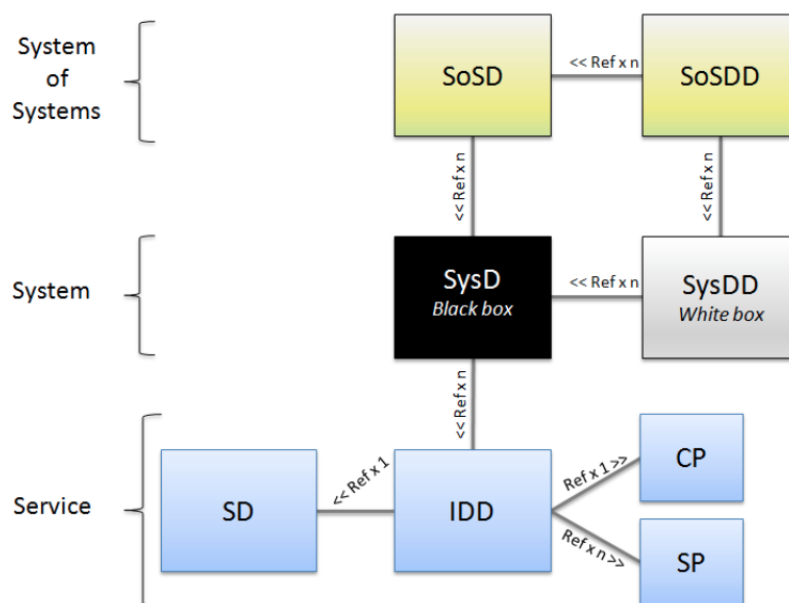 System
of
Systems
SoSD
<< Ref x n
SoSDD
<< Ref x n
<< Ref x n
System
SysD
Black box
<< Ref x n
SysDD
White box
<< Ref x n
Service
SD
<< Ref x 1
IDD
Ref x 1 >>
CP
Ref x n >>
SP